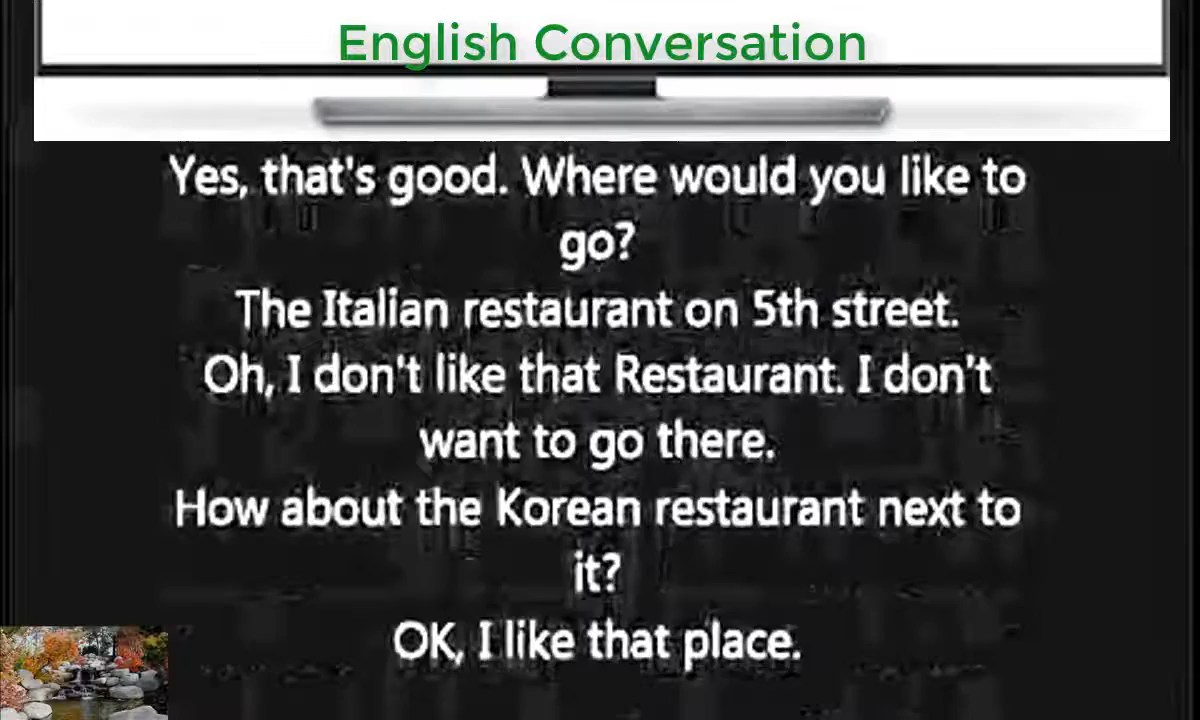 English Conversation
Yes, that's good. Where would you like to
go?
The Italian restaurant on 5th street.
Oh, I don't like that Restaurant. I don't
want to go there.
How about the Korean restaurant next to
it?
OK, I like that place.